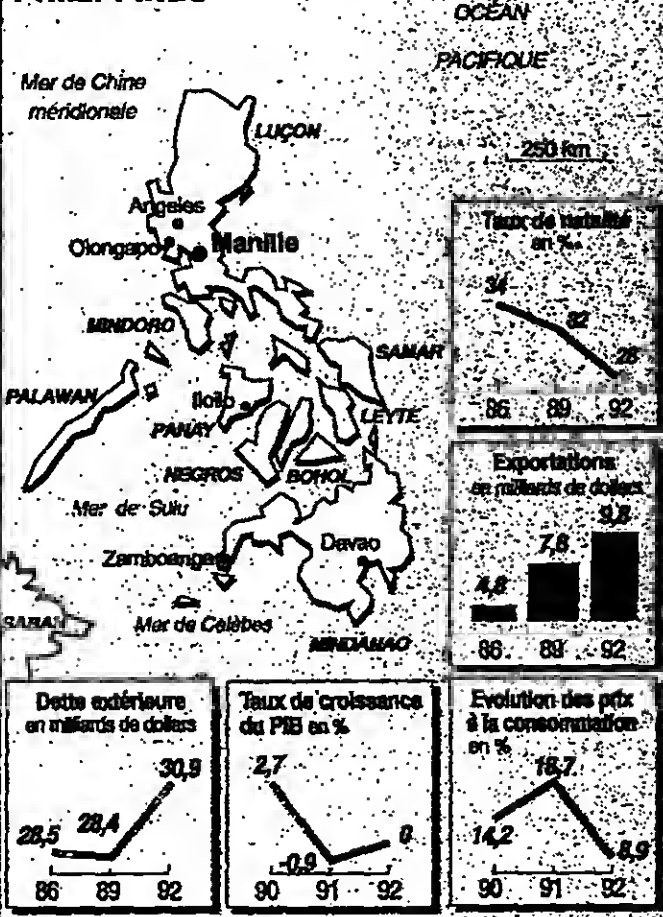 OCÉAN
PACIFIQUE
Mer de Chine
méridionale
LUÇON
250 km
Angeles
Olongapo
Manille
MINDORO
SAMAR
PALAWAN
Iloilo
PANAY
LEYTE
NEGROS
BOHOL
Mer de Sulu
Zamboanga
Davao
SABAH
Mer de Célèbes
MINDANAO
Taux de natalité
en ‰
34
32
28
86 89 92
Exportations
en milliards de dollars
4,8
7,8
9,8
86 89 92
Dette extérieure
en milliards de dollars
28,5
28,4
30,9
86 89 92
Taux de croissance
du PIB en %
2,7
-0,9
0
90 91 92
Evolution des prix
à la consommation
en %
14,2
18,7
8,9
90 91 92